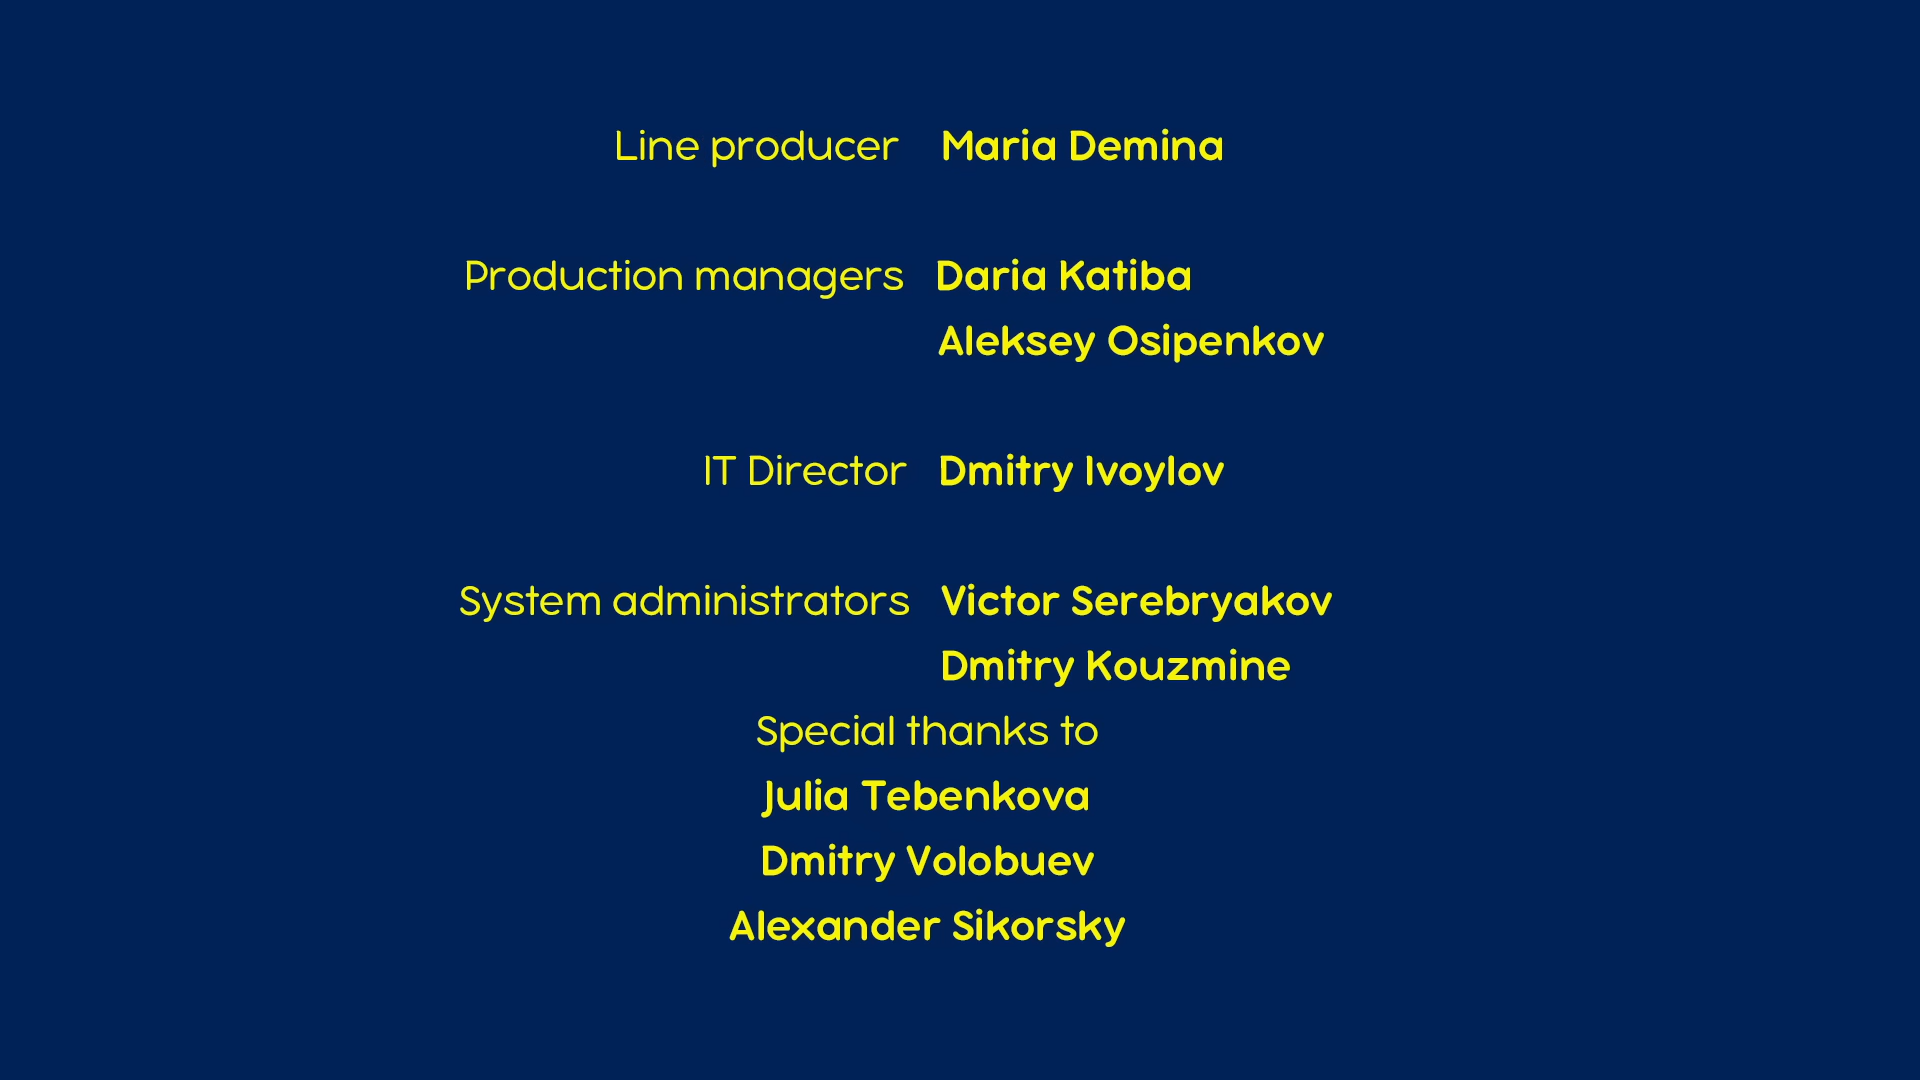 Line producer Maria Demina
Production managers Daria Katiba
Aleksey Osipenkov
IT Director Dmitry Ivoylov
System administrators Victor Serebryakov
Dmitry Kouzmine
Special thanks to
Julia Tebenkova
Dmitry Volobuev
Alexander Sikorsky